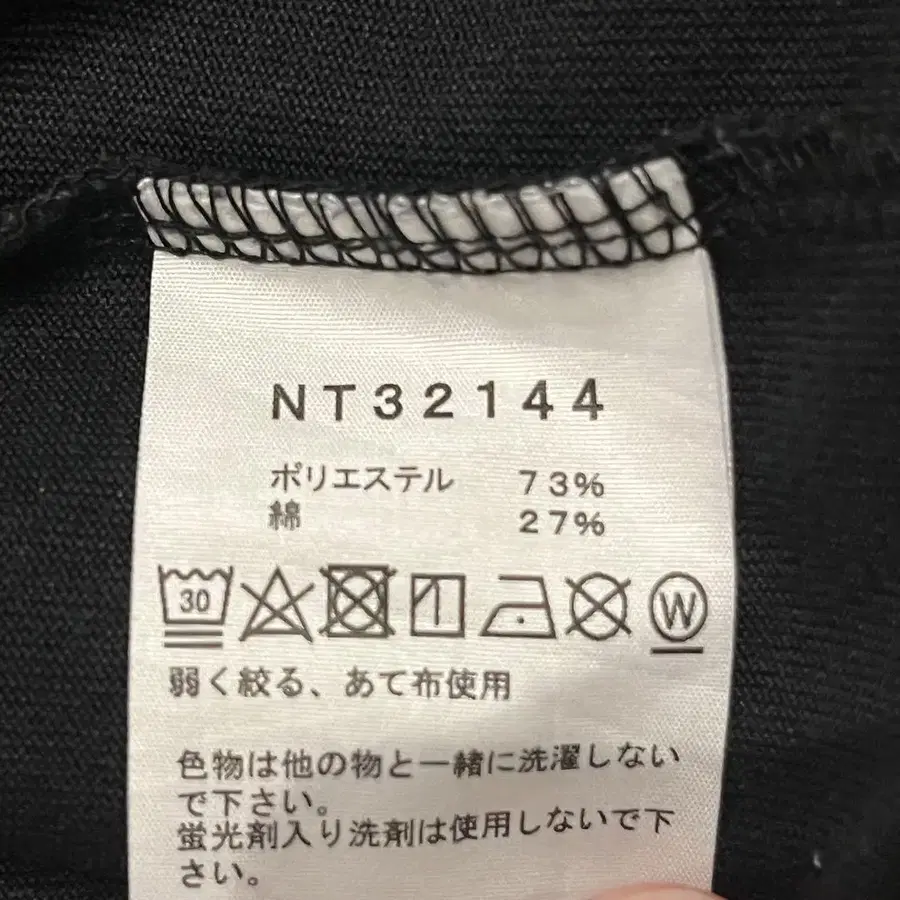 NT32144
ポリエステル 73%
綿 27%
30 W
弱く絞る、あて布使用
色物は他の物と一緒に洗濯しない
で下さい。
蛍光剤入り洗剤は使用しないで下
さい。